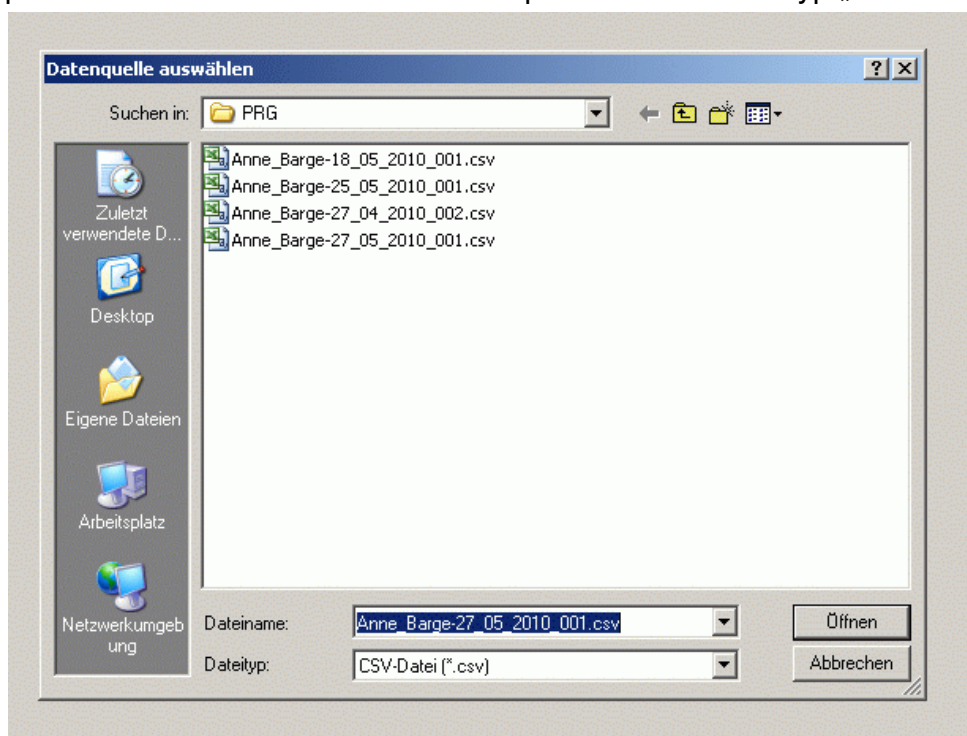 Datenquelle auswählen
Suchen in:
PRG
Anne_Barge-18_05_2010_001.csv
Anne_Barge-25_05_2010_001.csv
Anne_Barge-27_04_2010_002.csv
Anne_Barge-27_05_2010_001.csv
Zuletzt
verwendete D...
Desktop
Eigene Dateien
Arbeitsplatz
Netzwerkumgeb
ung
Dateiname:
Anne_Barge-27_05_2010_001.csv
Öffnen
Dateityp:
CSV-Datei (*.csv)
Abbrechen